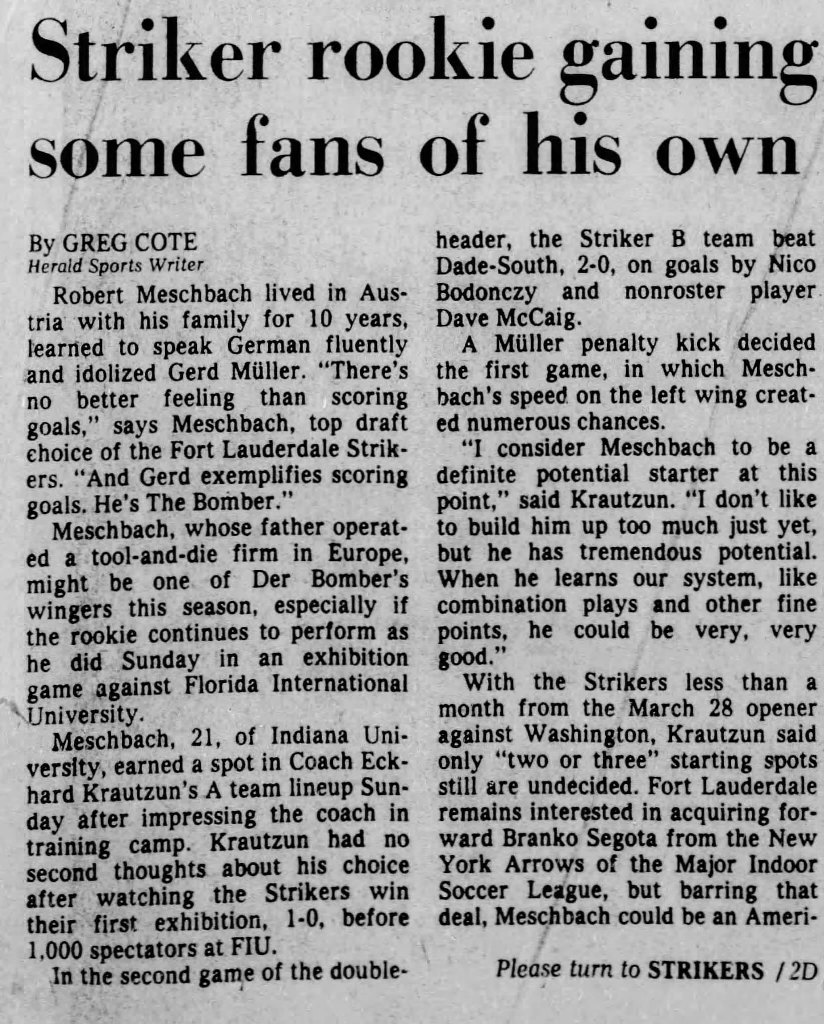 Striker rookie gaining
some fans of his own
By GREG COTE
Herald Sports Writer
Robert Meschbach lived in Aus-
tria with his family for 10 years,
learned to speak German fluently
and idolized Gerd Müller. "There's
no better feeling than scoring
goals," says Meschbach, top draft
choice of the Fort Lauderdale Strik-
ers. "And Gerd exemplifies scoring
goals. He's The Bomber."
Meschbach, whose father operat-
ed a tool-and-die firm in Europe,
might be one of Der Bomber's
wingers this season, especially if
the rookie continues to perform as
he did Sunday in an exhibition
game against Florida International
University.
Meschbach, 21, of Indiana Uni-
versity, earned a spot in Coach Eck-
hard Krautzun's A team lineup Sun-
day after impressing the coach in
training camp. Krautzun had no
second thoughts about his choice
after watching the Strikers win
their first exhibition, 1-0, before
1,000 spectators at FIU.
In the second game of the double-
header, the Striker B team beat
Dade-South, 2-0, on goals by Nico
Bodonczy and nonroster player
Dave McCaig.
A Müller penalty kick decided
the first game, in which Mesch-
bach's speed on the left wing creat-
ed numerous chances.
"I consider Meschbach to be a
definite potential starter at this
point," said Krautzun. "I don't like
to build him up too much just yet,
but he has tremendous potential.
When he learns our system, like
combination plays and other fine
points, he could be very, very
good."
With the Strikers less than a
month from the March 28 opener
against Washington, Krautzun said
only "two or three" starting spots
still are undecided. Fort Lauderdale
remains interested in acquiring for-
ward Branko Segota from the New
York Arrows of the Major Indoor
Soccer League, but barring that
deal, Meschbach could be an Ameri-
Please turn to STRIKERS / 2D